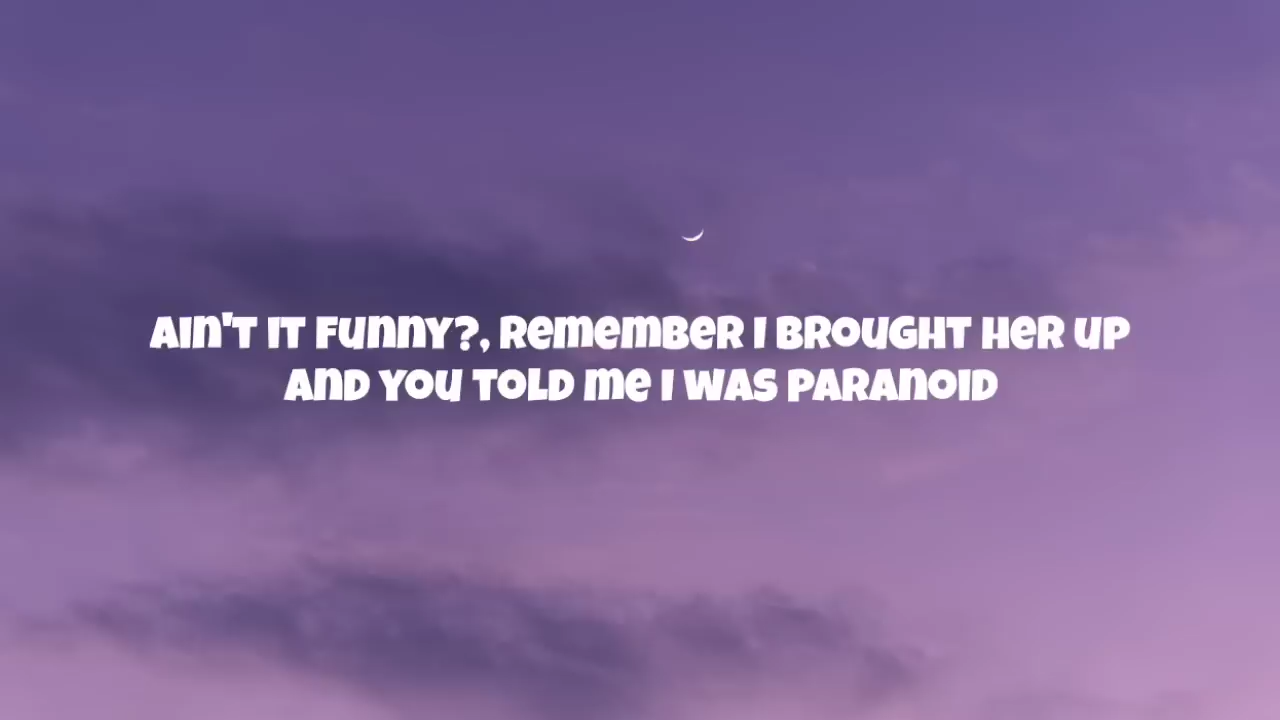 Ain't it funny?, Remember I brought her up
And you told me I was paranoid